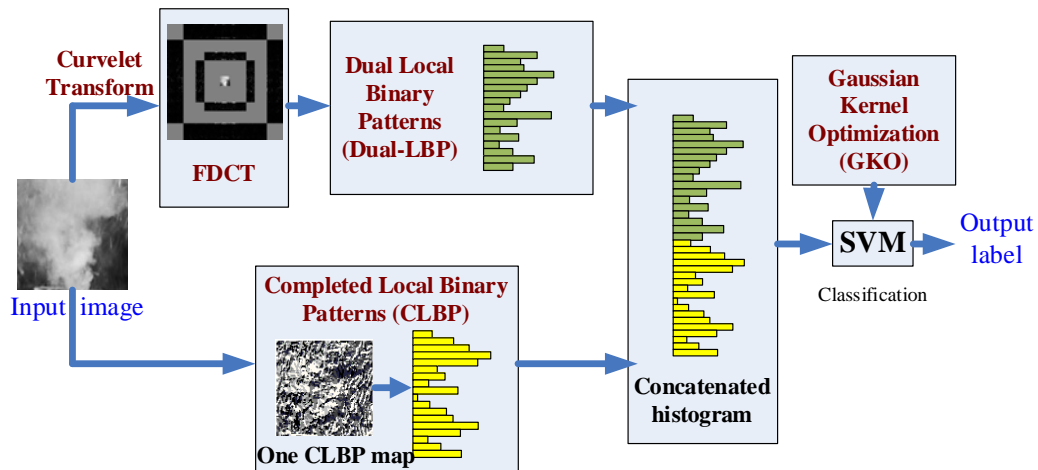 Curvelet
Transform
FDCT
Dual Local
Binary
Patterns
(Dual-LBP)
Gaussian
Kernel
Optimization
(GKO)
Input image
Completed Local Binary
Patterns (CLBP)
One CLBP map
Concatenated
histogram
SVM
Classification
Output
label